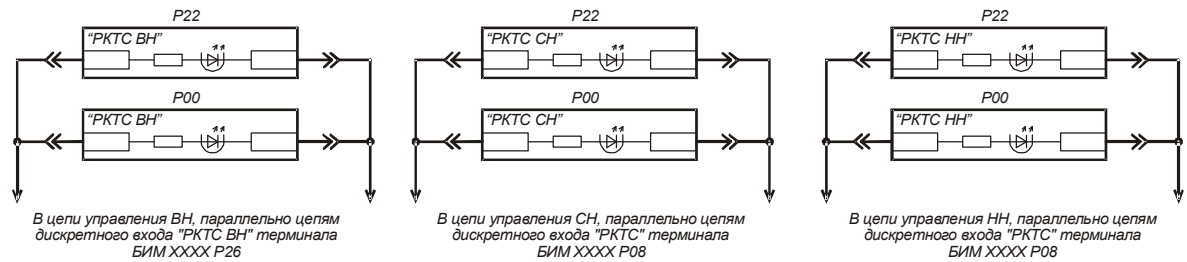 P22
“РКТС ВН”
P00
“РКТС ВН”
В цепи управления ВН, параллельно цепям
дискретного входа "РКТС ВН" терминала
БИМ XXXX P26
P22
“РКТС СН”
P00
“РКТС СН”
В цепи управления СН, параллельно цепям
дискретного входа "РКТС" терминала
БИМ XXXX P08
P22
“РКТС НН”
P00
“РКТС НН”
В цепи управления НН, параллельно цепям
дискретного входа "РКТС" терминала
БИМ XXXX P08